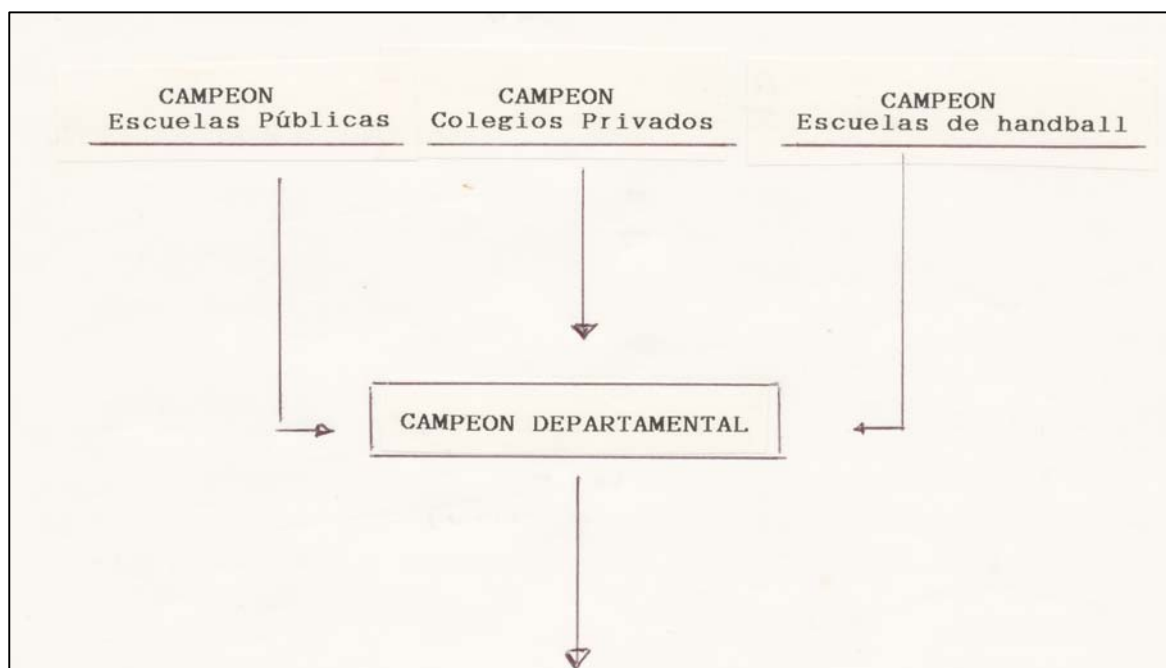 CAMPEON
Escuelas Públicas
CAMPEON
Colegios Privados
CAMPEON
Escuelas de handball
CAMPEON DEPARTAMENTAL